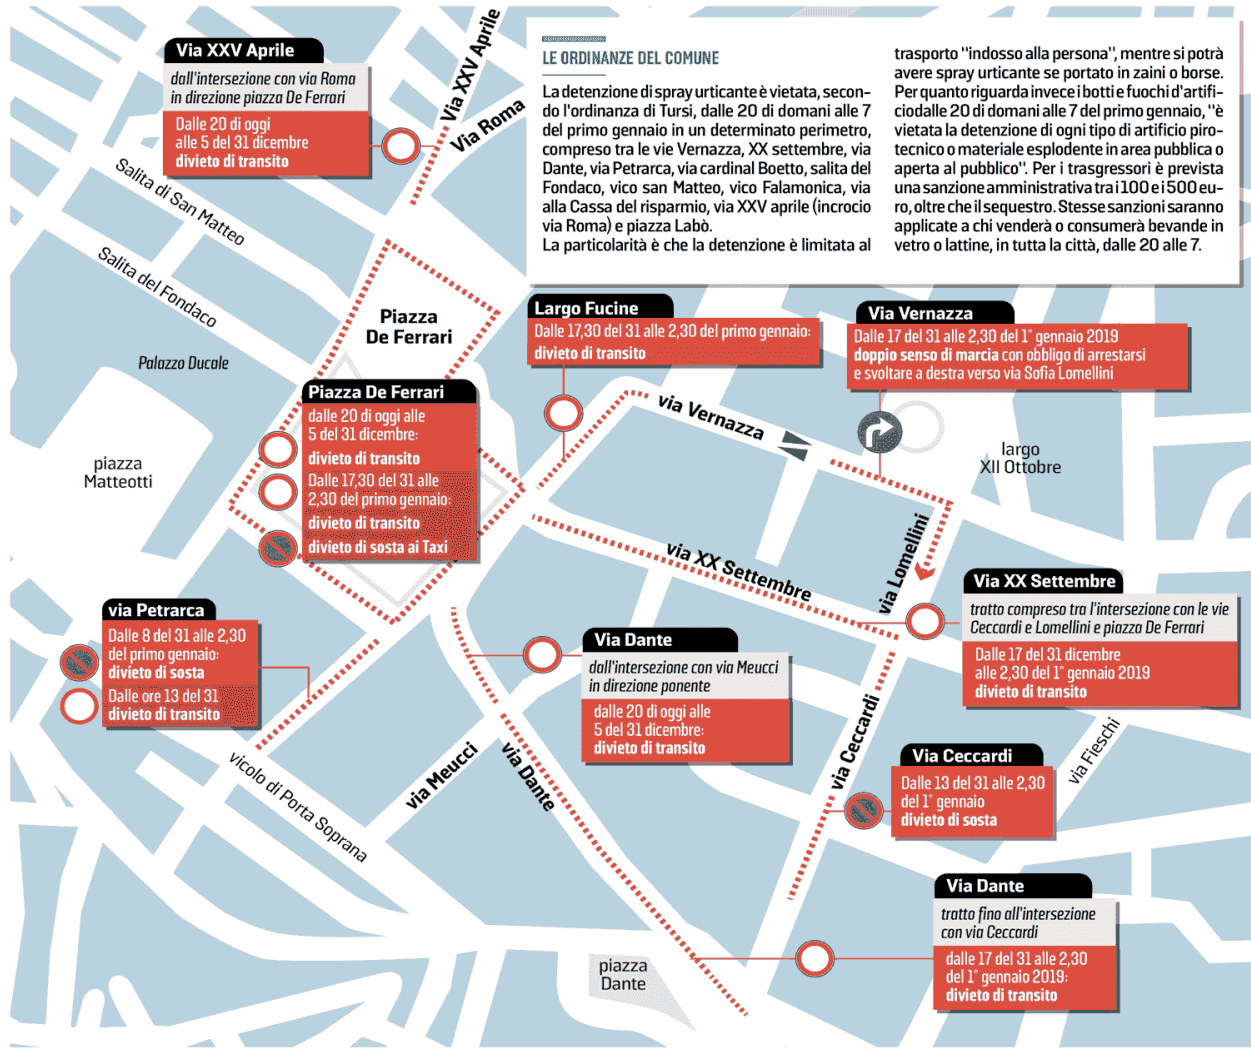 Via XXV Aprile
dall'intersezione con via Roma
in direzione piazza De Ferrari
Dalle 20 di oggi
alle 5 del 31 dicembre
divieto di transito
Via XXV Aprile
Via Roma
LE ORDINANZE DEL COMUNE
La detenzione di spray urticante è vietata, secon-
do l'ordinanza di Tursi, dalle 20 di domani alle 7
del primo gennaio in un determinato perimetro,
compreso tra le vie Vernazza, XX settembre, via
Dante, via Petrarca, via cardinal Boetto, salita del
Fondaco, vico san Matteo, vico Falamonica, via
alla Cassa del risparmio, via XXV aprile (incrocio
via Roma) e piazza Labò.
La particolarità è che la detenzione è limitata al
trasporto "indosso alla persona", mentre si potrà
avere spray urticante se portato in zaini o borse.
Per quanto riguarda invece i botti e fuochi d'artifi-
ciodalle 20 di domani alle 7 del primo gennaio, "è
vietata la detenzione di ogni tipo di artificio piro-
tecnico o materiale esplodente in area pubblica o
aperta al pubblico". Per i trasgressori è prevista
una sanzione amministrativa tra i 100 e i 500 eu-
ro, oltre che il sequestro. Stesse sanzioni saranno
applicate a chi venderà o consumerà bevande in
vetro o lattine, in tutta la città, dalle 20 alle 7.
Salita di San Matteo
Salita del Fondaco
Palazzo Ducale
Piazza
De Ferrari
Largo Fucine
Dalle 17,30 del 31 alle 2,30 del primo gennaio:
divieto di transito
Via Vernazza
Dalle 17 del 31 alle 2,30 del 1° gennaio 2019
doppio senso di marcia con obbligo di arrestarsi
e svoltare a destra verso via Sofia Lomellini
Piazza De Ferrari
dalle 20 di oggi alle
5 del 31 dicembre:
divieto di transito
Dalle 17,30 del 31 alle
2,30 del primo gennaio:
divieto di transito
divieto di sosta ai Taxi
piazza
Matteotti
via Vernazza
largo
XII Ottobre
via XX Settembre
via Lomellini
Via XX Settembre
tratto compreso tra l'intersezione con le vie
Ceccardi e Lomellini e piazza De Ferrari
Dalle 17 del 31 dicembre
alle 2,30 del 1° gennaio 2019
divieto di transito
via Petrarca
Dalle 8 del 31 alle 2,30
del primo gennaio:
divieto di sosta
Dalle ore 13 del 31
divieto di transito
Via Dante
dall'intersezione con via Meucci
in direzione ponente
dalle 20 di oggi alle
5 del 31 dicembre:
divieto di transito
vicolo di Porta Soprana
via Meucci
via Dante
via Ceccardi
via Fieschi
Via Ceccardi
Dalle 13 del 31 alle 2,30
del 1° gennaio
divieto di sosta
Via Dante
tratto fino all'intersezione
con via Ceccardi
dalle 17 del 31 alle 2,30
del 1° gennaio 2019:
divieto di transito
piazza
Dante